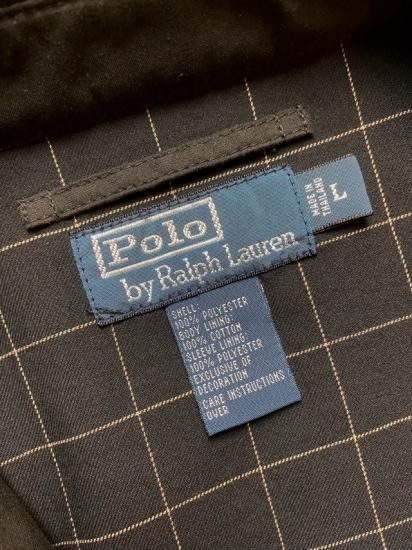 Polo
by Ralph Lauren
MADE IN
THAILAND
L
SHELL:
100% POLYESTER
BODY LINING:
100% COTTON
SLEEVE LINING:
100% POLYESTER
EXCLUSIVE OF
DECORATION
CARE INSTRUCTIONS
OVER